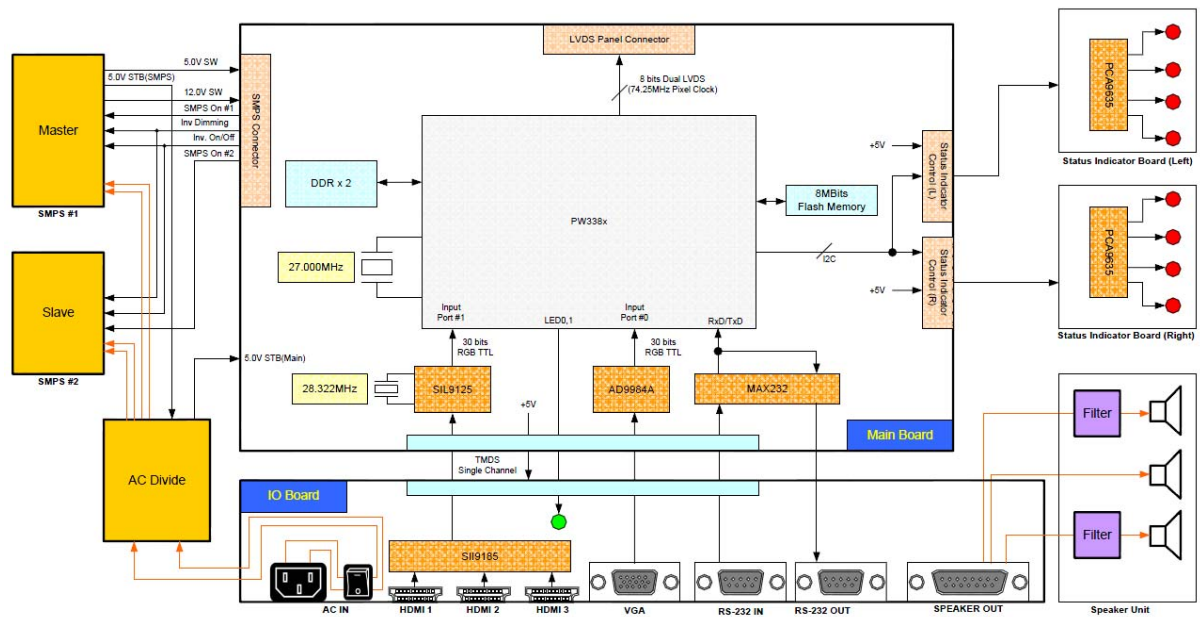 LVDS Panel Connector
8 bits Dual LVDS
(74.25MHz Pixel Clock)
5.0V SW
5.0V STB(SMPS)
12.0V SW
SMPS On #1
Inv Dimming
Inv. On/Off
SMPS On #2
Master
SMPS #1
SMPS Connector
DDR x 2
PW338x
8MBits
Flash Memory
27.000MHz
I2C
+5V
Status Indicator
Control (L)
Status Indicator
Control (R)
+5V
PCA9635
Status Indicator Board (Left)
PCA9635
Status Indicator Board (Right)
Slave
SMPS #2
5.0V STB(Main)
Input
Port #1
LED0,1
Input
Port #0
RxD/TxD
30 bits
RGB TTL
30 bits
RGB TTL
28.322MHz
SIL9125
AD9984A
MAX232
+5V
Main Board
TMDS
Single Channel
AC Divide
IO Board
SII9185
AC IN
HDMI 1
HDMI 2
HDMI 3
VGA
RS-232 IN
RS-232 OUT
SPEAKER OUT
Filter
Filter
Speaker Unit